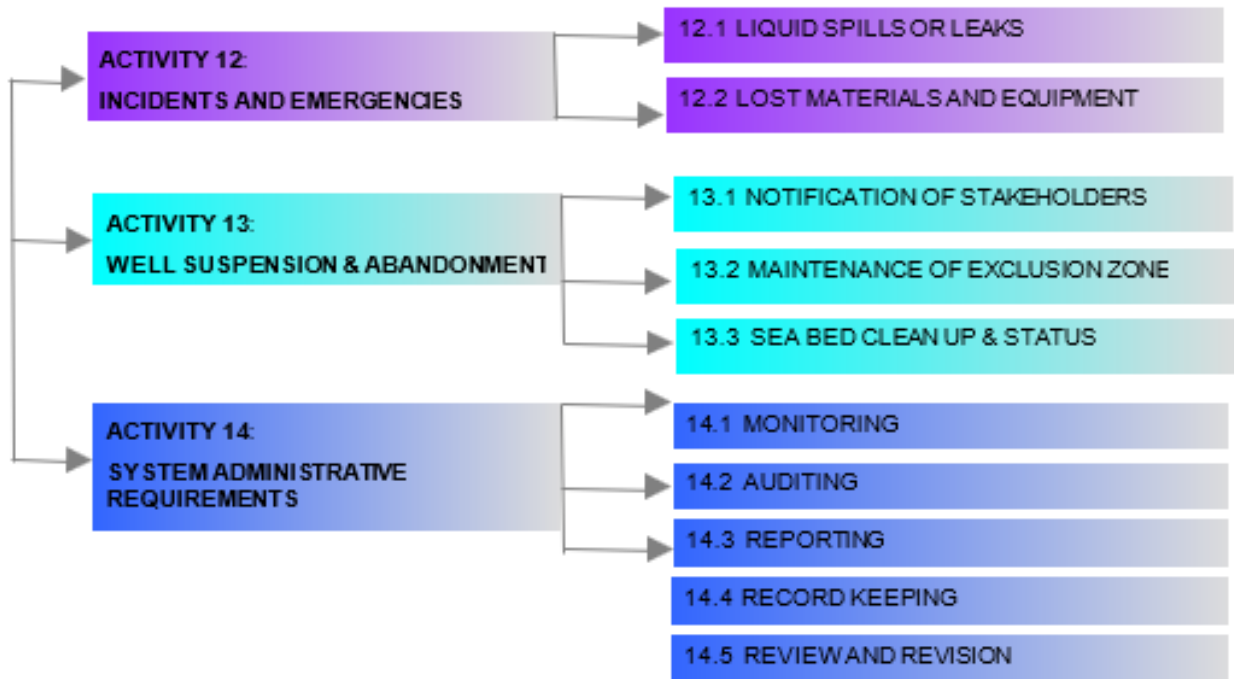 ACTIVITY 12:
INCIDENTS AND EMERGENCIES
12.1 LIQUID SPILLS OR LEAKS
12.2 LOST MATERIALS AND EQUIPMENT
ACTIVITY 13:
WELL SUSPENSION & ABANDONMENT
13.1 NOTIFICATION OF STAKEHOLDERS
13.2 MAINTENANCE OF EXCLUSION ZONE
13.3 SEA BED CLEAN UP & STATUS
ACTIVITY 14:
SYSTEM ADMINISTRATIVE
REQUIREMENTS
14.1 MONITORING
14.2 AUDITING
14.3 REPORTING
14.4 RECORD KEEPING
14.5 REVIEW AND REVISION